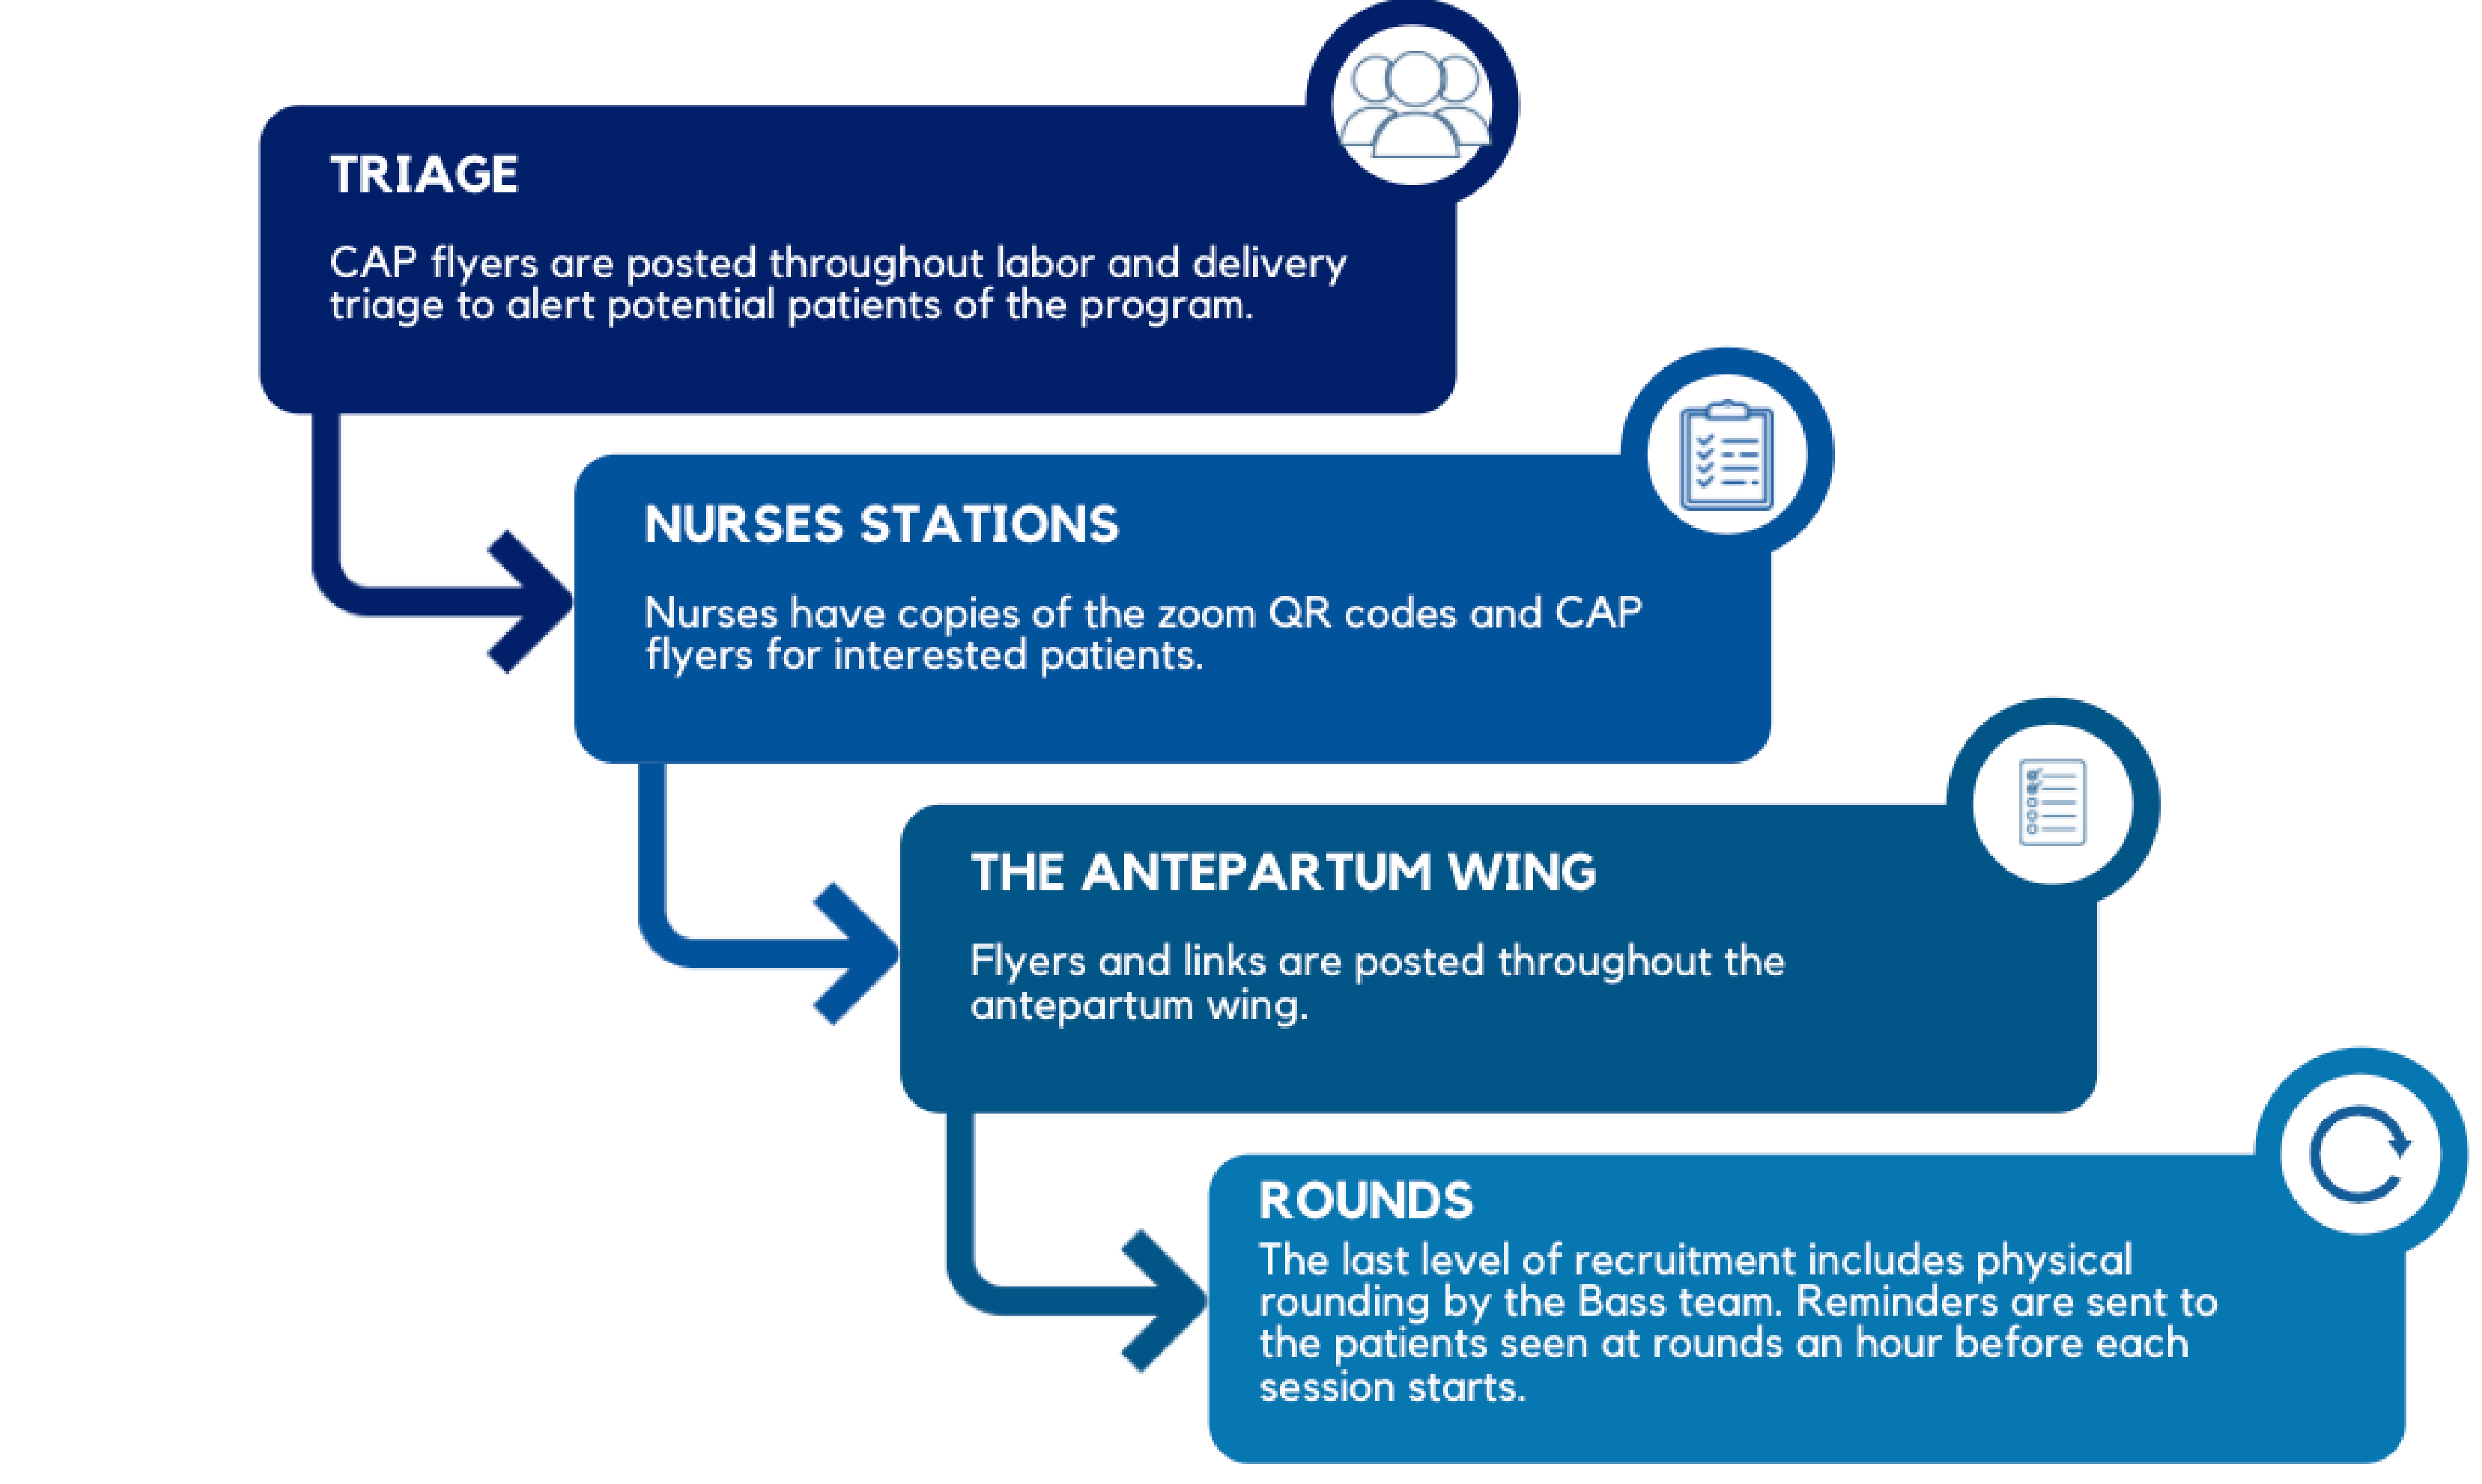 TRIAGE
CAP flyers are posted throughout labor and delivery
triage to alert potential patients of the program.
NURSES STATIONS
Nurses have copies of the zoom QR codes and CAP
flyers for interested patients.
THE ANTEPARTUM WING
Flyers and links are posted throughout the
antepartum wing.
ROUNDS
The last level of recruitment includes physical
rounding by the Bass team. Reminders are sent to
the patients seen at rounds an hour before each
session starts.